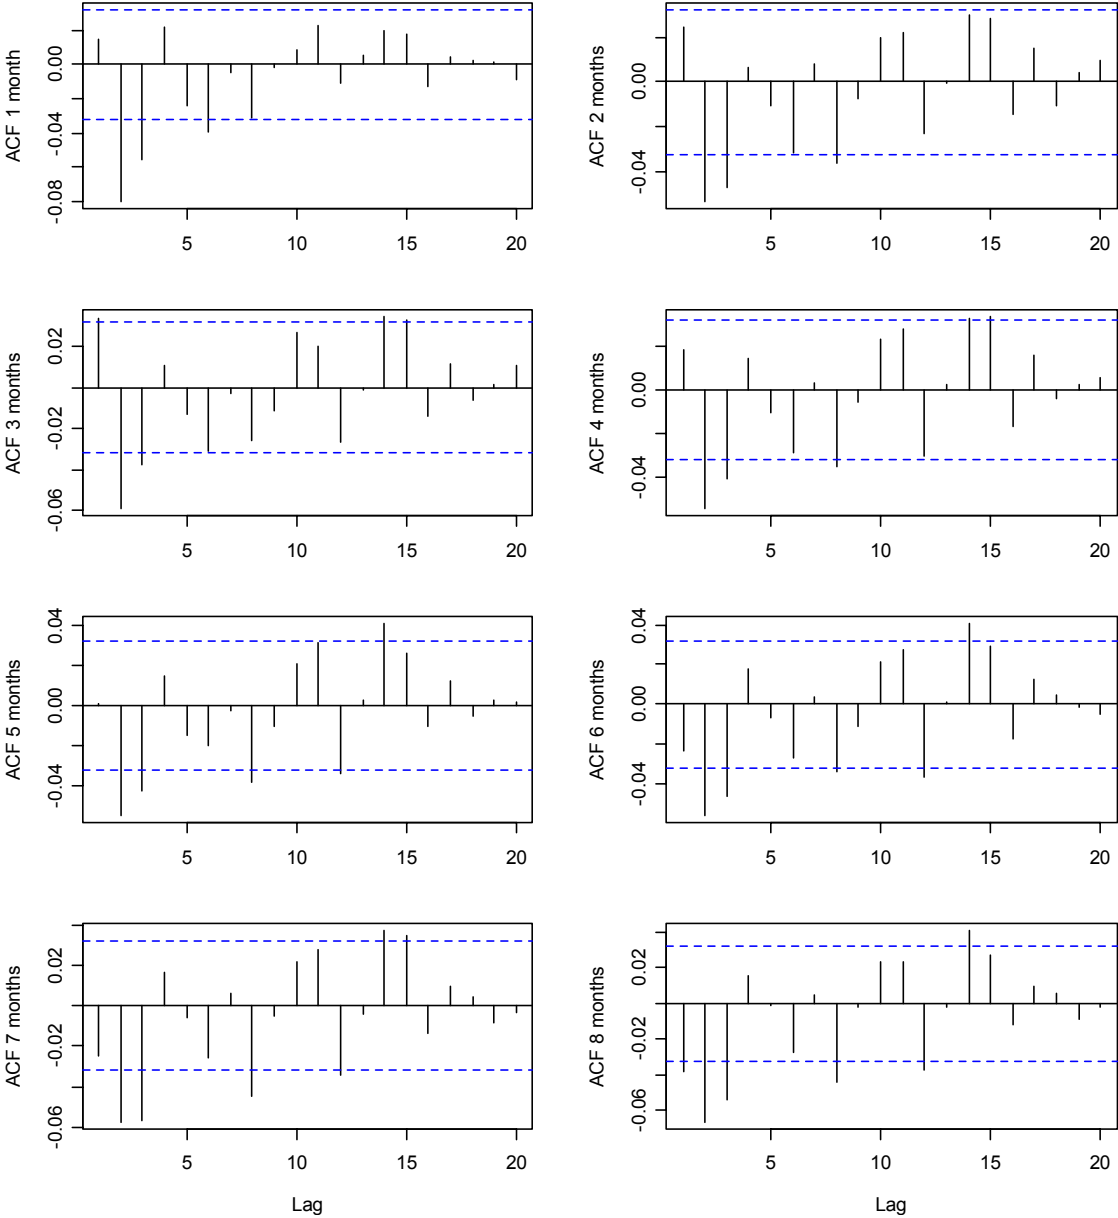 ACF 1 month
0.00
-0.04
-0.08
5 10 15 20
ACF 2 months
0.00
-0.04
5 10 15 20
ACF 3 months
0.02
-0.02
-0.06
5 10 15 20
ACF 4 months
0.00
-0.04
5 10 15 20
ACF 5 months
0.04
0.00
-0.04
5 10 15 20
ACF 6 months
0.04
0.00
-0.04
5 10 15 20
ACF 7 months
0.02
-0.02
-0.06
5 10 15 20
Lag
ACF 8 months
0.02
-0.02
-0.06
5 10 15 20
Lag